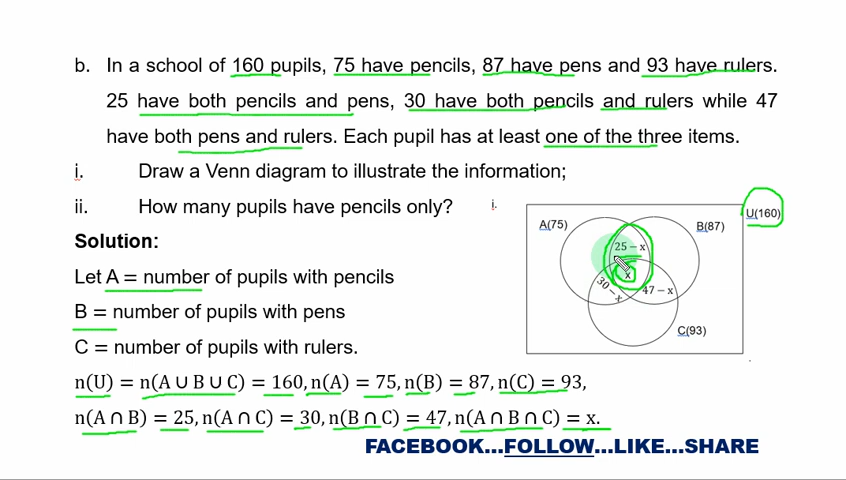 b. In a school of 160 pupils, 75 have pencils, 87 have pens and 93 have rulers.
25 have both pencils and pens, 30 have both pencils and rulers while 47
have both pens and rulers. Each pupil has at least one of the three items.
i. Draw a Venn diagram to illustrate the information;
ii. How many pupils have pencils only?
Solution:
Let A = number of pupils with pencils
B = number of pupils with pens
C = number of pupils with rulers.
n(U) = n(A ∪ B ∪ C) = 160, n(A) = 75, n(B) = 87, n(C) = 93,
n(A ∩ B) = 25, n(A ∩ C) = 30, n(B ∩ C) = 47, n(A ∩ B ∩ C) = x.
i.
U(160)
A(75)
B(87)
25 − x
x
30 − x
47 − x
C(93)
FACEBOOK...FOLLOW...LIKE...SHARE